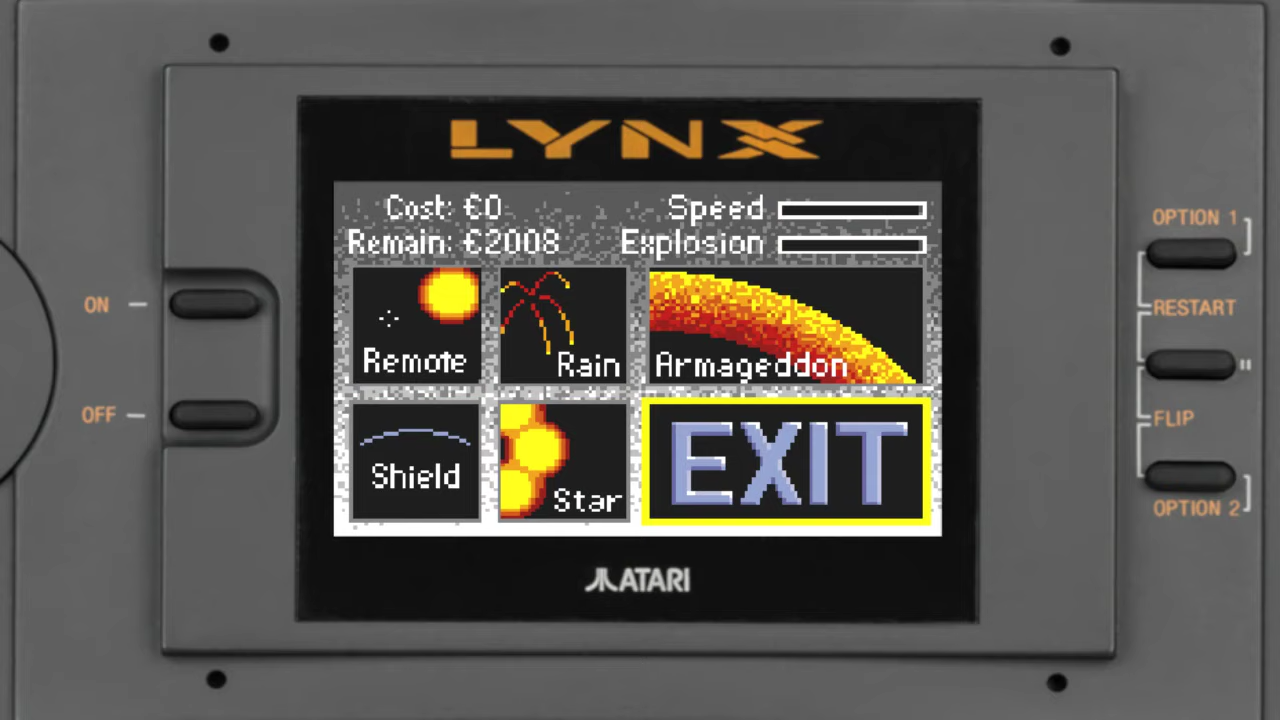 LYNX
Cost: €0
Speed
Remain: €2008
Explosion
Remote
Rain
Armageddon
Shield
Star
EXIT
ATARI
ON
OFF
OPTION 1
RESTART
FLIP
OPTION 2